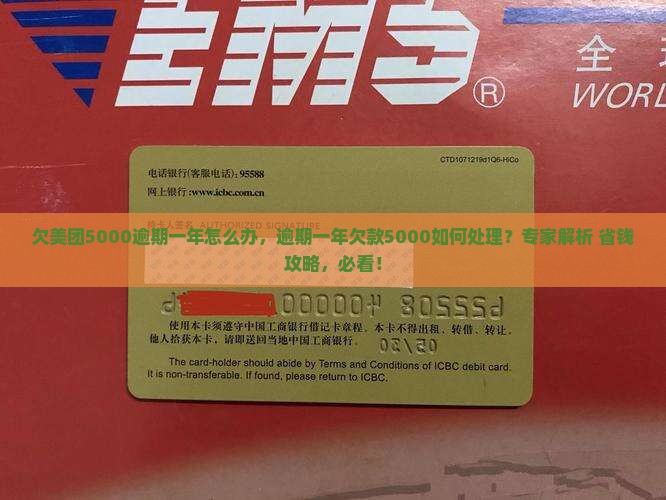 EMS®
全
WORL
CTD1071219d1Q6-HiCo
电话银行(客服电话): 95588
网上银行:www.icbc.com.cn
AUTHORIZED SIGNATURE
欠美团5000逾期一年怎么办，逾期一年欠款5000如何处理？专家解析 省钱
攻略，必看！
使用本卡须遵守中国工商银行借记卡章程。本卡不得出租、转借、转让。
他人拾获本卡，请即送回当地中国工商银行。
The card-holder should abide by Terms and Conditions of ICBC debit card.
It is non-transferable. If found, please return to ICBC.